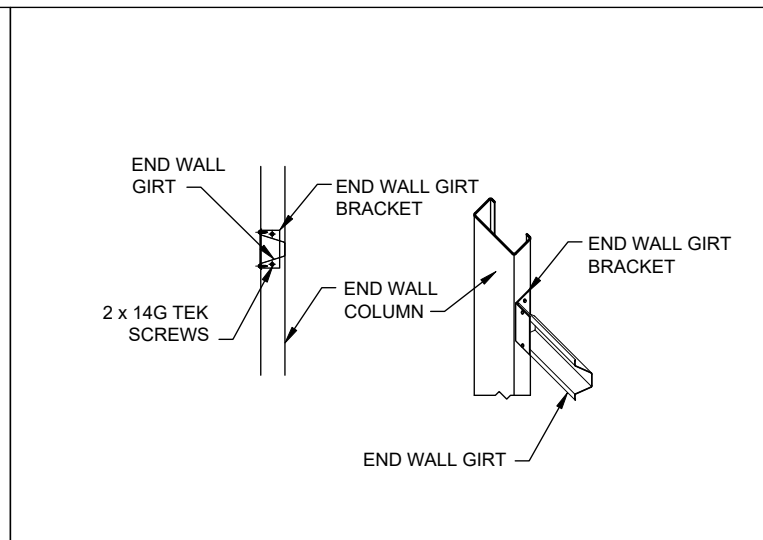 END WALL
GIRT
END WALL GIRT
BRACKET
2 x 14G TEK
SCREWS
END WALL
COLUMN
END WALL GIRT
BRACKET
END WALL GIRT